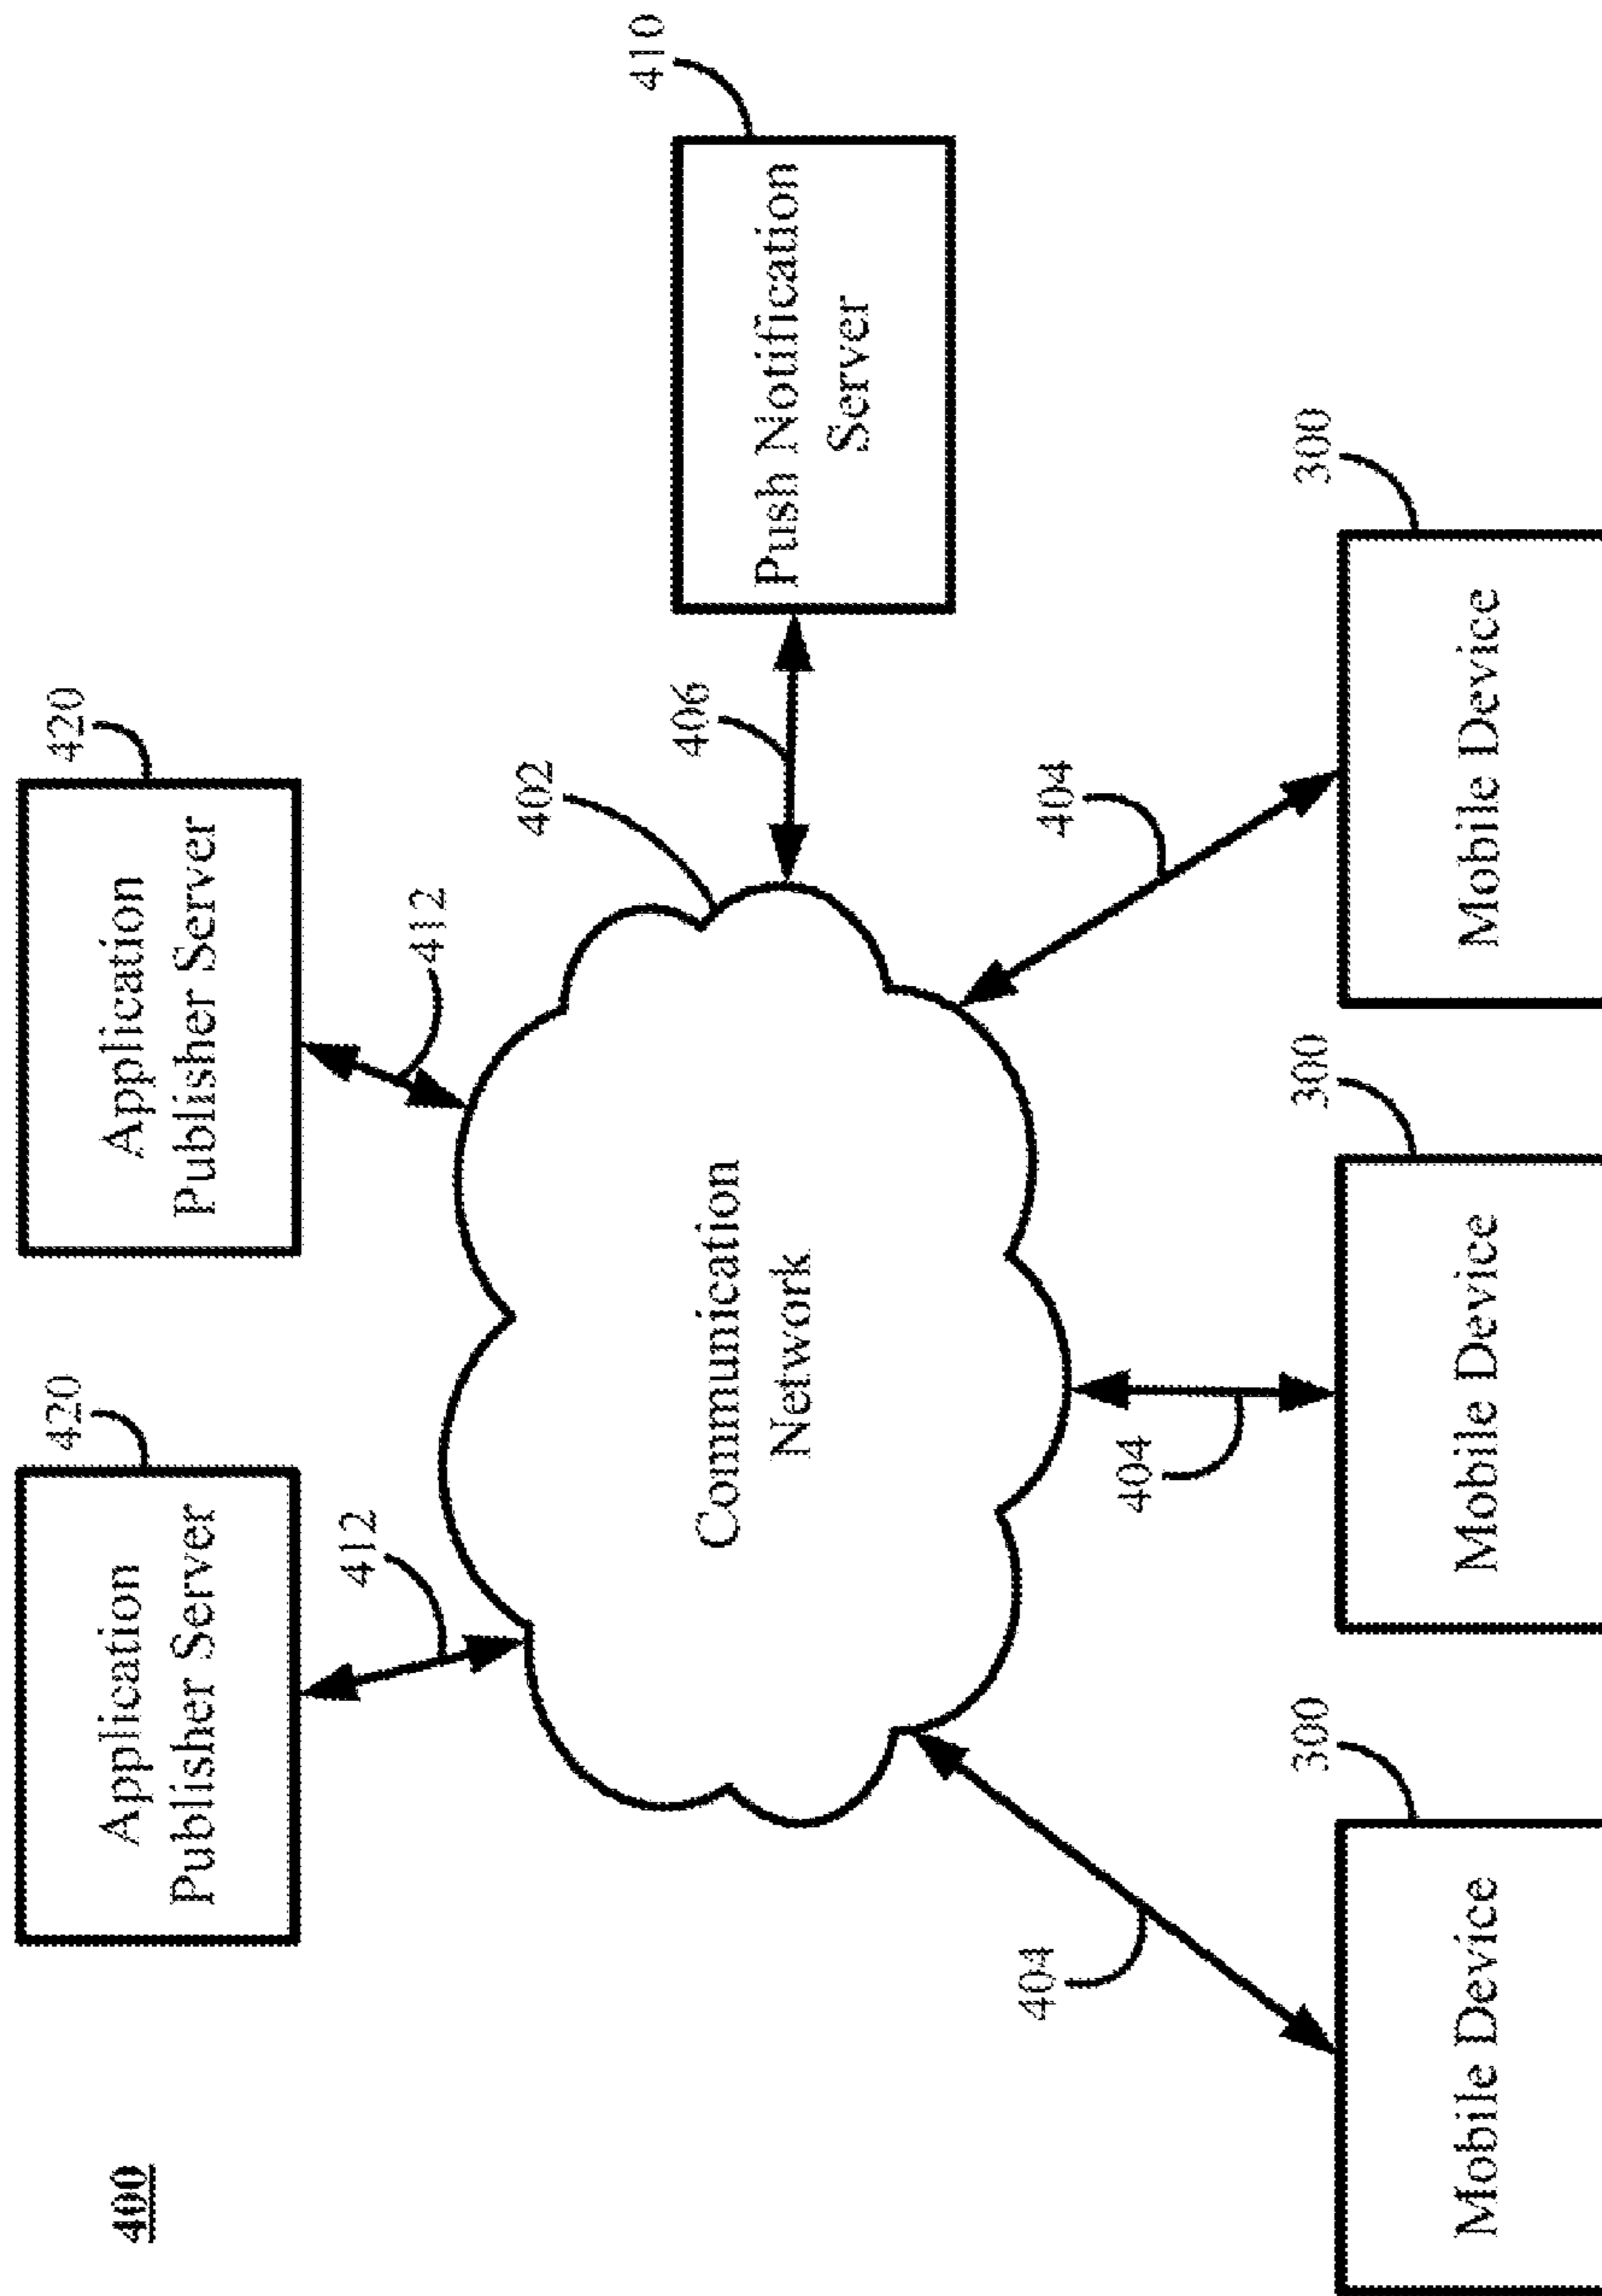 400
420
Application
Publisher Server
412
420
Application
Publisher Server
412
402
Communication
Network
406
410
Push Notification
Server
404
404
404
300
Mobile Device
300
Mobile Device
300
Mobile Device